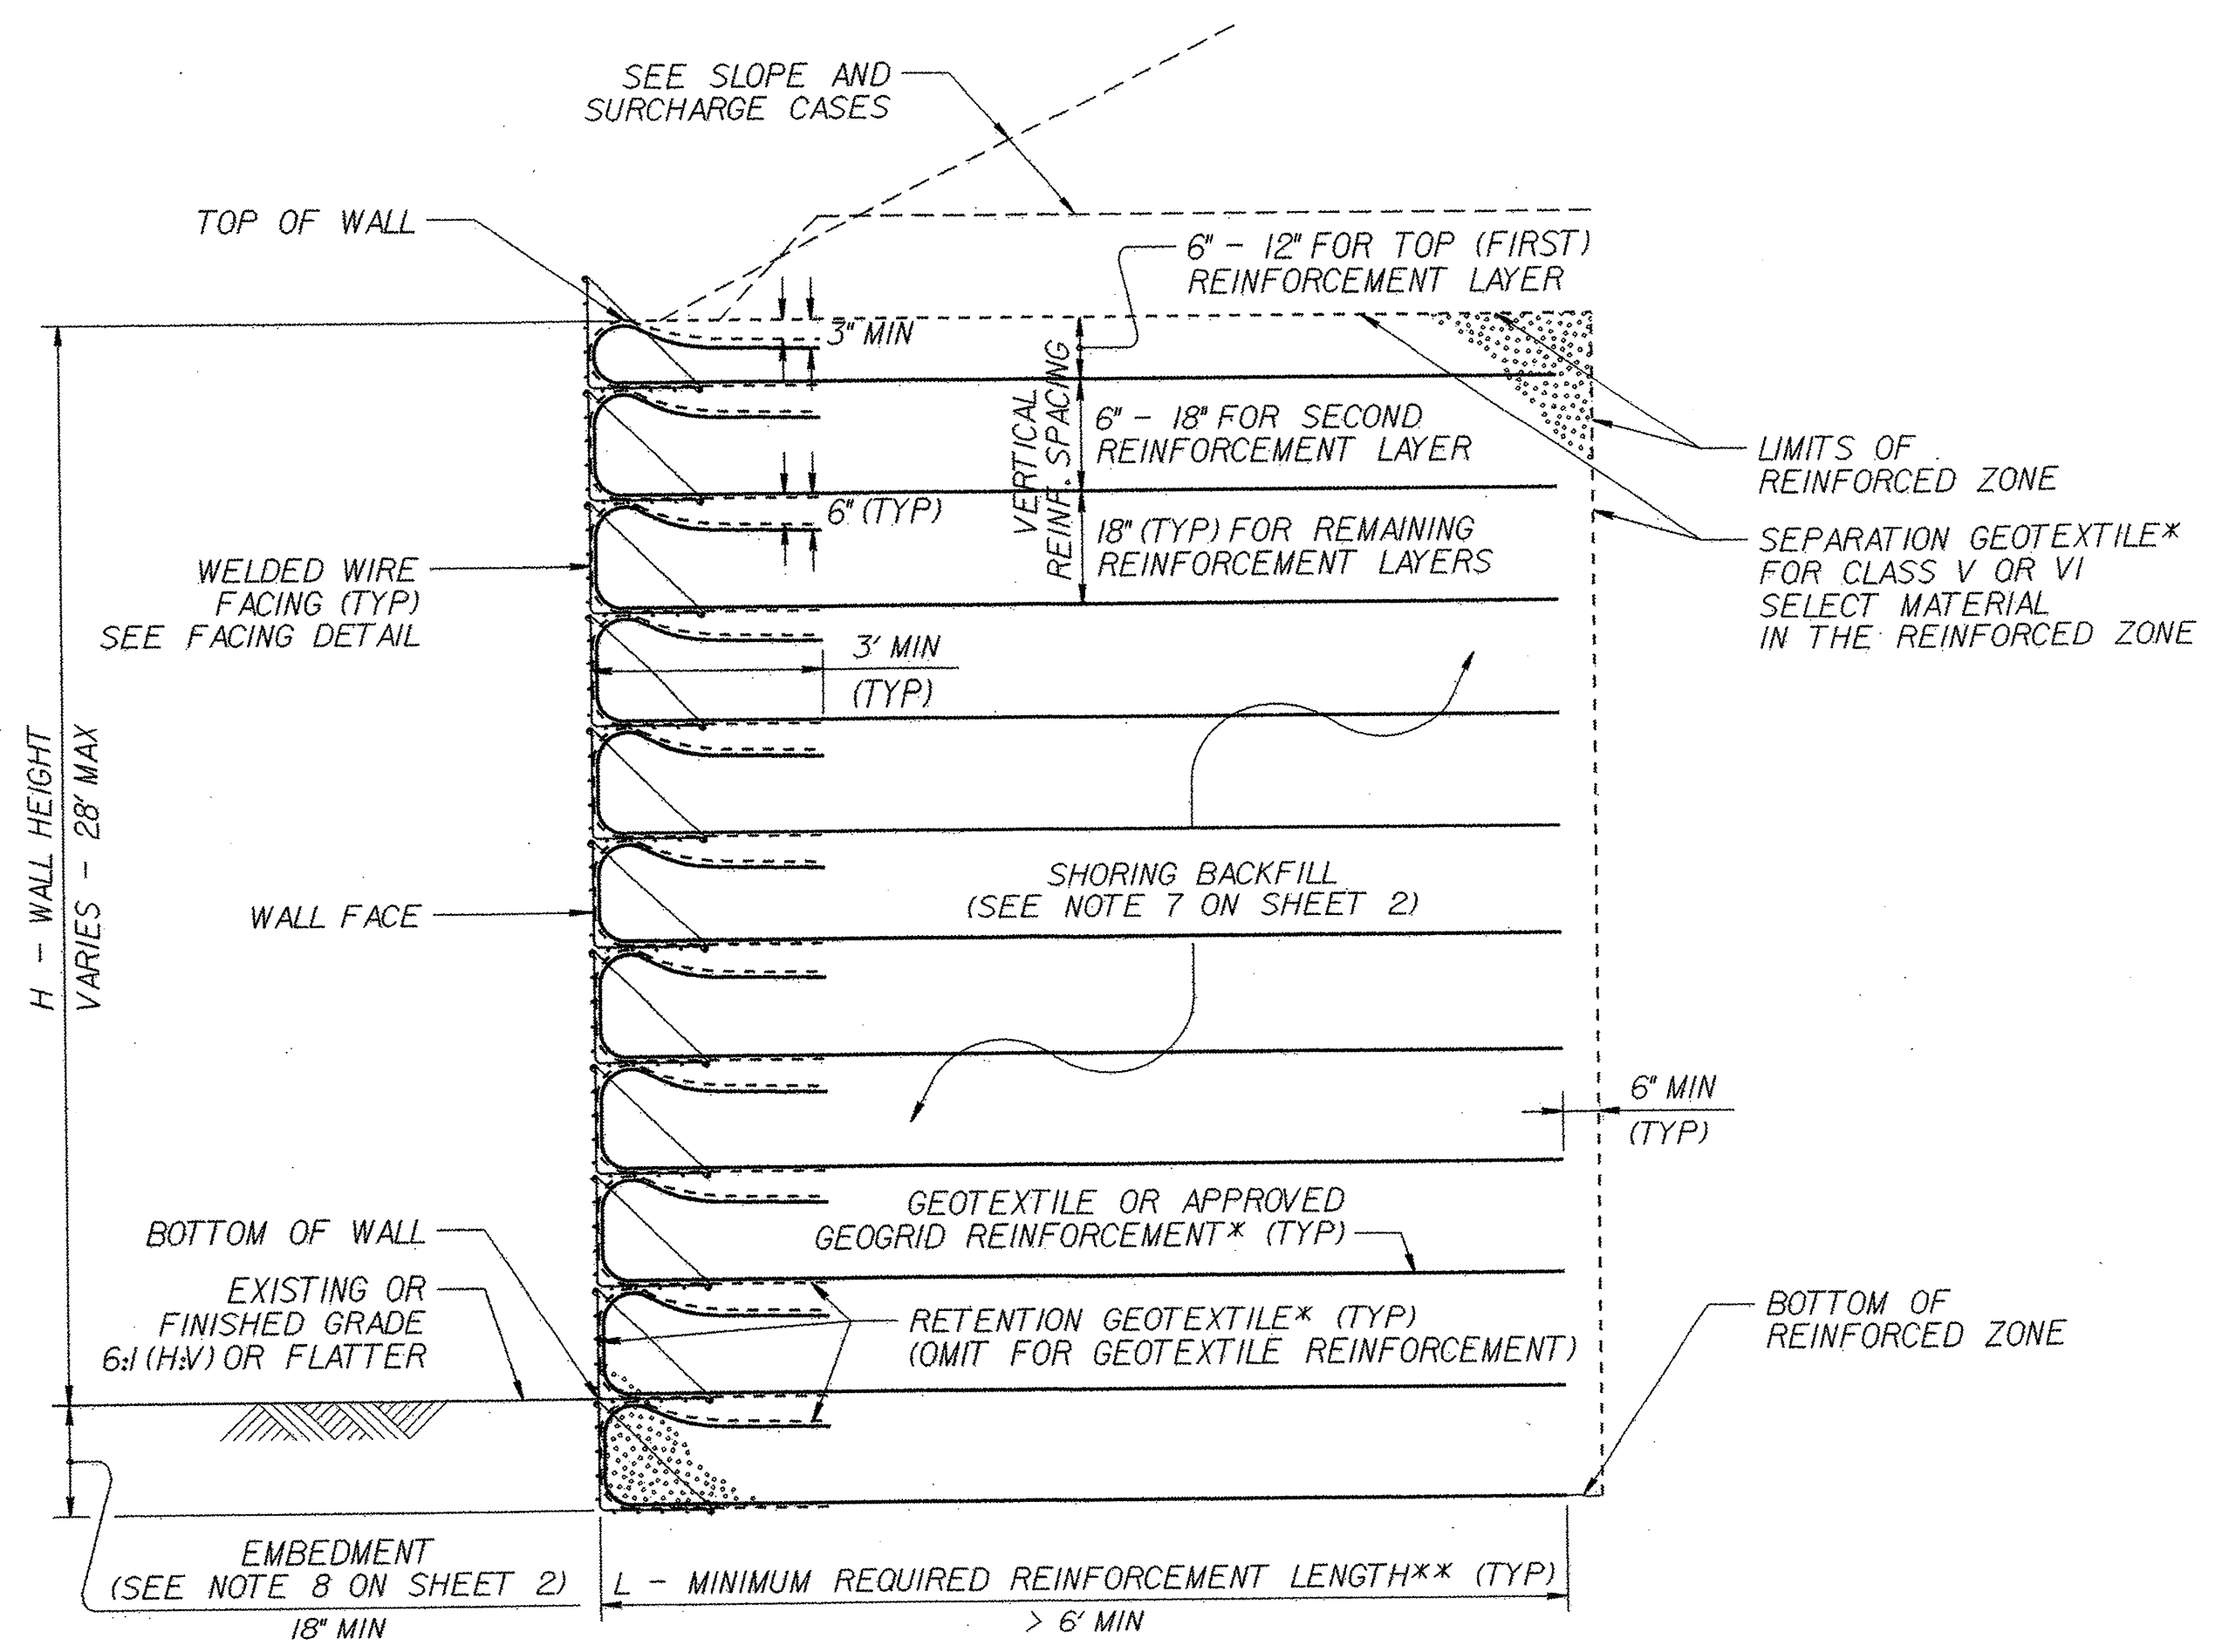 SEE SLOPE AND
SURCHARGE CASES
TOP OF WALL
6" - 12" FOR TOP (FIRST)
REINFORCEMENT LAYER
3" MIN
VERTICAL
REINF. SPACING
6" - 18" FOR SECOND
REINFORCEMENT LAYER
LIMITS OF
REINFORCED ZONE
6" (TYP)
18" (TYP) FOR REMAINING
REINFORCEMENT LAYERS
SEPARATION GEOTEXTILE*
FOR CLASS V OR VI
SELECT MATERIAL
IN THE REINFORCED ZONE
WELDED WIRE
FACING (TYP)
SEE FACING DETAIL
3' MIN
(TYP)
H - WALL HEIGHT
VARIES - 28' MAX
WALL FACE
SHORING BACKFILL
(SEE NOTE 7 ON SHEET 2)
6" MIN
(TYP)
GEOTEXTILE OR APPROVED
GEOGRID REINFORCEMENT* (TYP)
BOTTOM OF WALL
EXISTING OR
FINISHED GRADE
6:1 (H:V) OR FLATTER
RETENTION GEOTEXTILE* (TYP)
(OMIT FOR GEOTEXTILE REINFORCEMENT)
BOTTOM OF
REINFORCED ZONE
EMBEDMENT
(SEE NOTE 8 ON SHEET 2)
18" MIN
L - MINIMUM REQUIRED REINFORCEMENT LENGTH** (TYP)
> 6' MIN